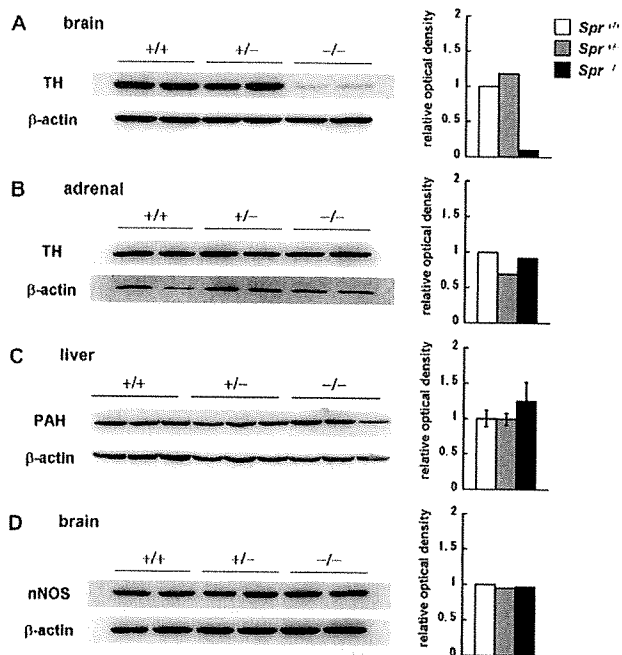 A brain
+/+ +/− −/−
TH
β-actin
relative optical density
2
1.5
1
0.5
0
Spr +/+
Spr +/-
Spr -/-
B adrenal
+/+ +/− −/−
TH
β-actin
relative optical density
2
1.5
1
0.5
0
C liver
+/+ +/− −/−
PAH
β-actin
relative optical density
2
1.5
1
0.5
0
D brain
+/+ +/− −/−
nNOS
β-actin
relative optical density
2
1.5
1
0.5
0